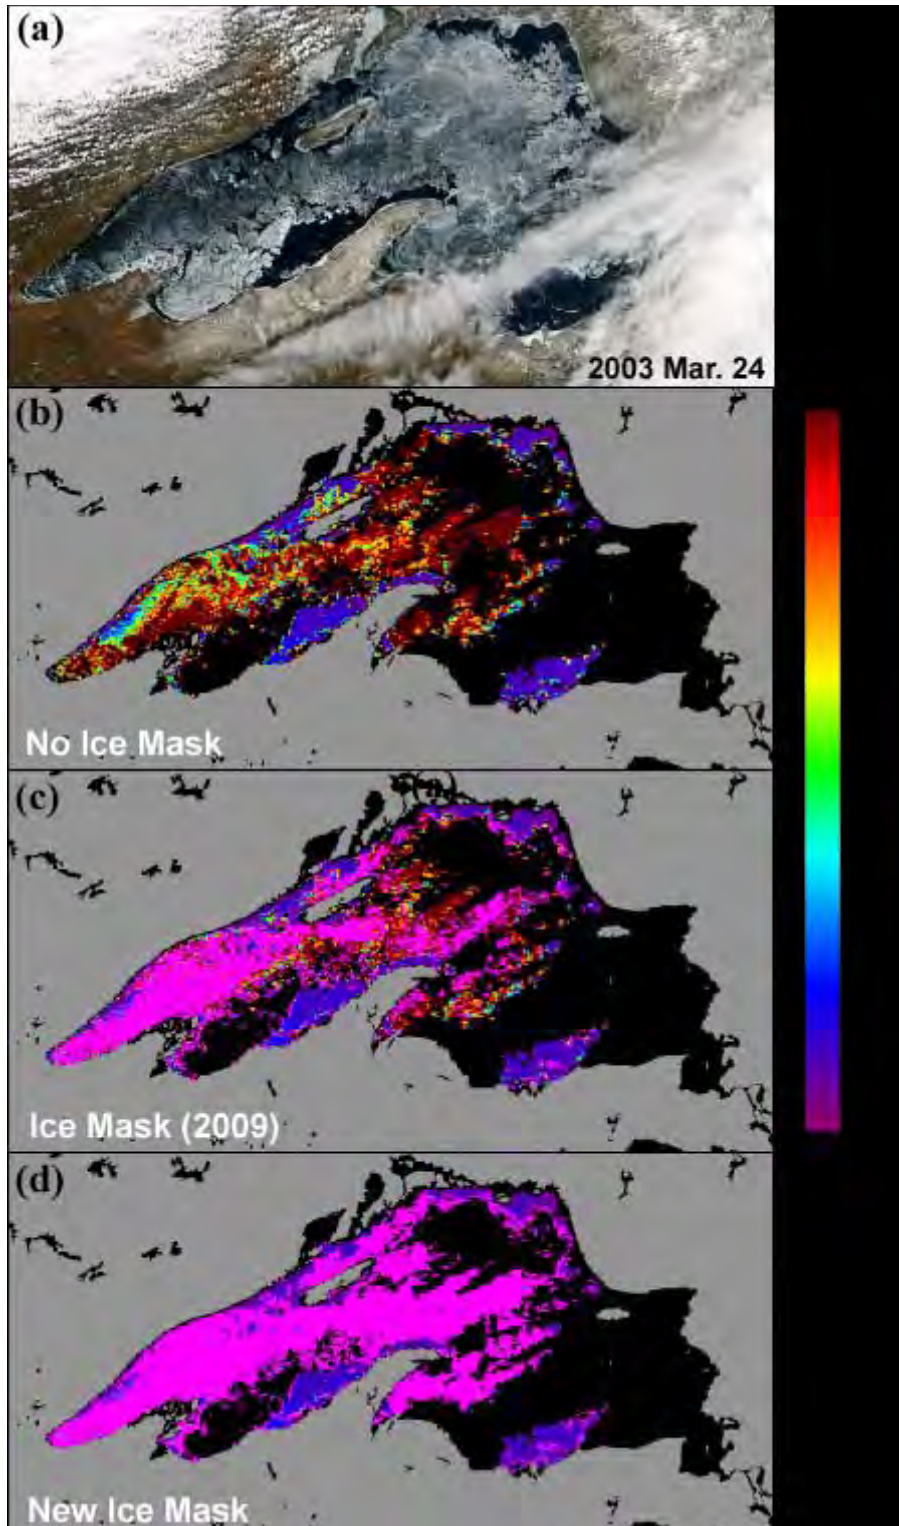 (a)
2003 Mar. 24
(b)
No Ice Mask
(c)
Ice Mask (2009)
(d)
New Ice Mask